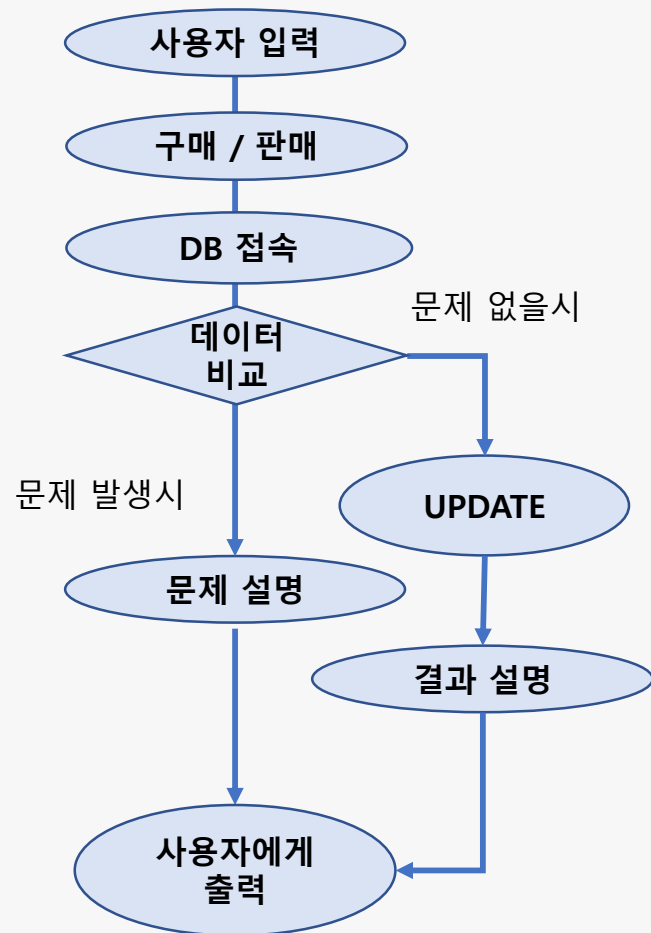 사용자 입력
구매 / 판매
DB 접속
데이터
비교
문제 없을시
문제 발생시
UPDATE
문제 설명
결과 설명
사용자에게
출력